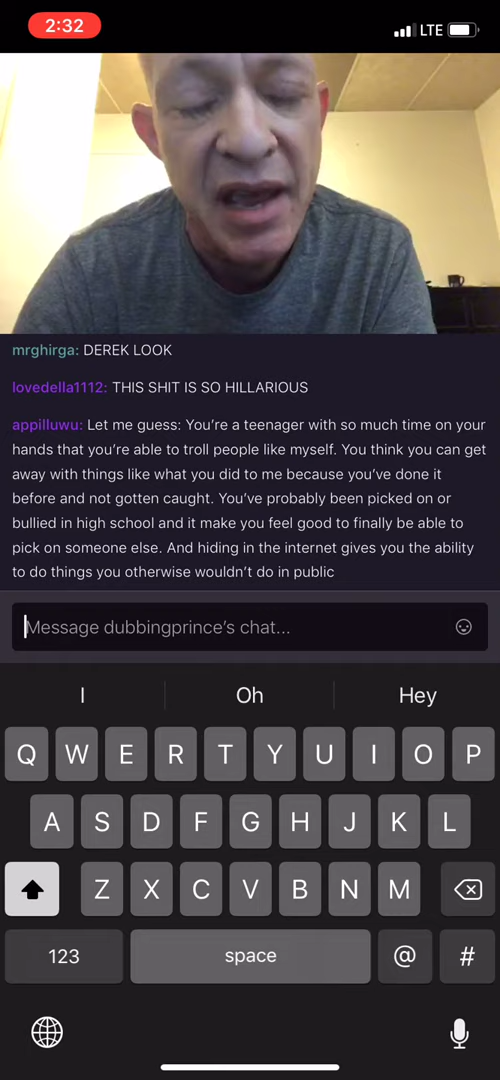 2:32
LTE
mrghirga: DEREK LOOK
lovedella1112: THIS SHIT IS SO HILLARIOUS
appilluwu: Let me guess: You're a teenager with so much time on your
hands that you're able to troll people like myself. You think you can get
away with things like what you did to me because you've done it
before and not gotten caught. You've probably been picked on or
bullied in high school and it make you feel good to finally be able to
pick on someone else. And hiding in the internet gives you the ability
to do things you otherwise wouldn't do in public
Message dubbingprince's chat...
I Oh Hey
Q W E R T Y U I O P
A S D F G H J K L
Z X C V B N M
123 space @ #